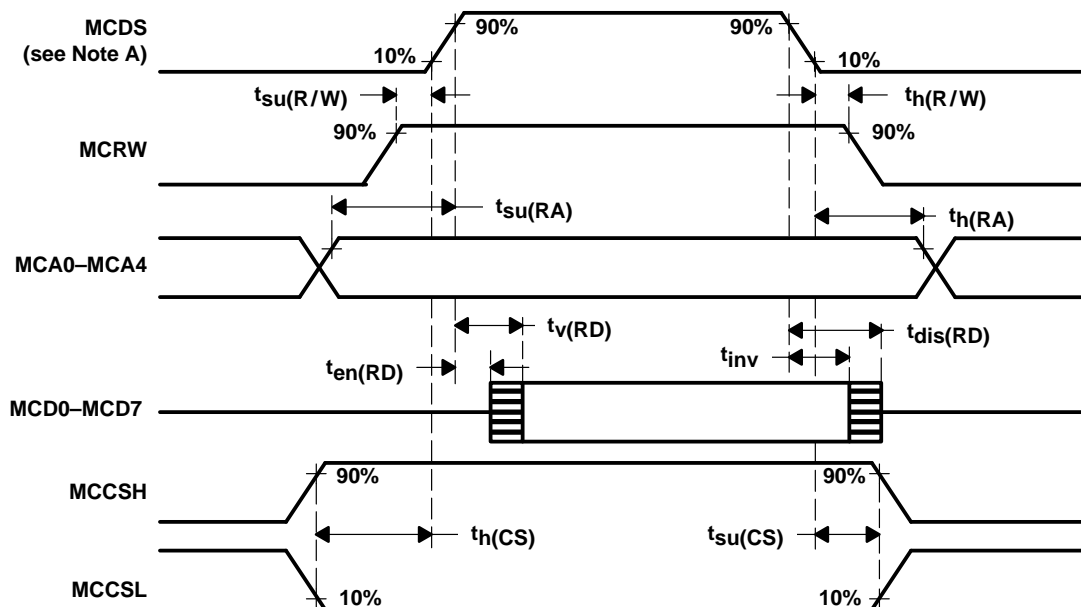 MCDS
(see Note A)
90%
90%
10%
10%
tsu(R/W)
th(R/W)
MCRW
90%
90%
tsu(RA)
th(RA)
MCA0–MCA4
tv(RD)
tdis(RD)
ten(RD)
tinv
MCD0–MCD7
MCCSH
90%
90%
th(CS)
tsu(CS)
MCCSL
10%
10%